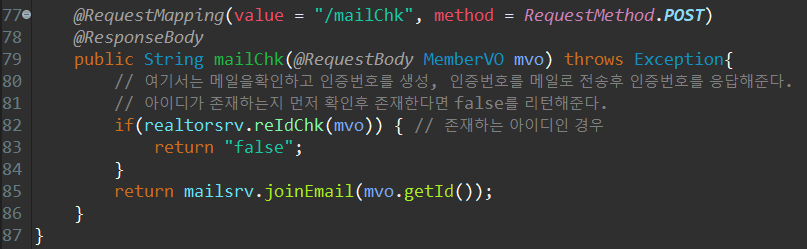 77 @RequestMapping(value = "/mailChk", method = RequestMethod.POST)
78 @ResponseBody
79 public String mailChk(@RequestBody MemberVO mvo) throws Exception{
80 // 여기서는 메일을확인하고 인증번호를 생성, 인증번호를 메일로 전송후 인증번호를 응답해준다.
81 // 아이디가 존재하는지 먼저 확인후 존재한다면 false를 리턴해준다.
82 if(realtorsrv.reIdChk(mvo)) { // 존재하는 아이디인 경우
83 return "false";
84 }
85 return mailsrv.joinEmail(mvo.getId());
86 }
87 }